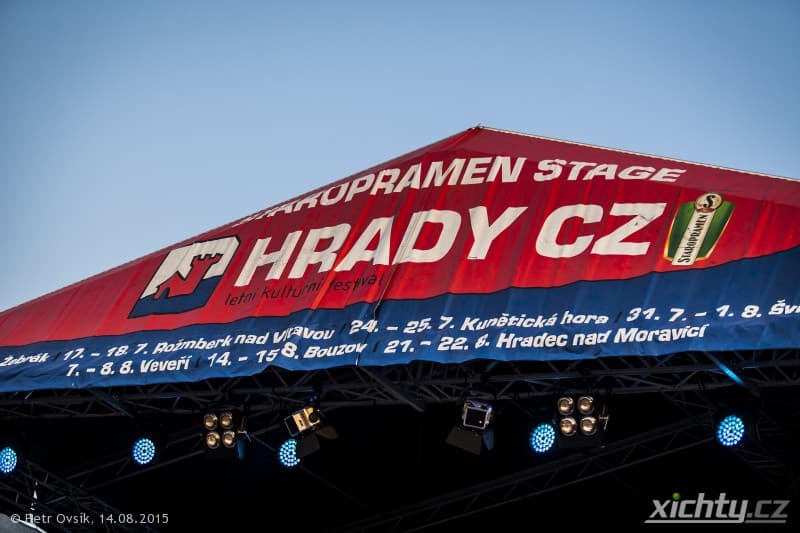 STAROPRAMEN STAGE
HRADY CZ
STAROPRAMEN
letní kulturní festival
Žebrák 17. - 18. 7. Rožmberk nad Vltavou 24. - 25. 7. Kunětická hora 31. 7. - 1. 8.
7. - 8. 8. Veveří 14. - 15. 8. Bouzov 21. - 22. 8. Hradec nad Moravicí
© Petr Ovsík, 14.08.2015
xichty.cz